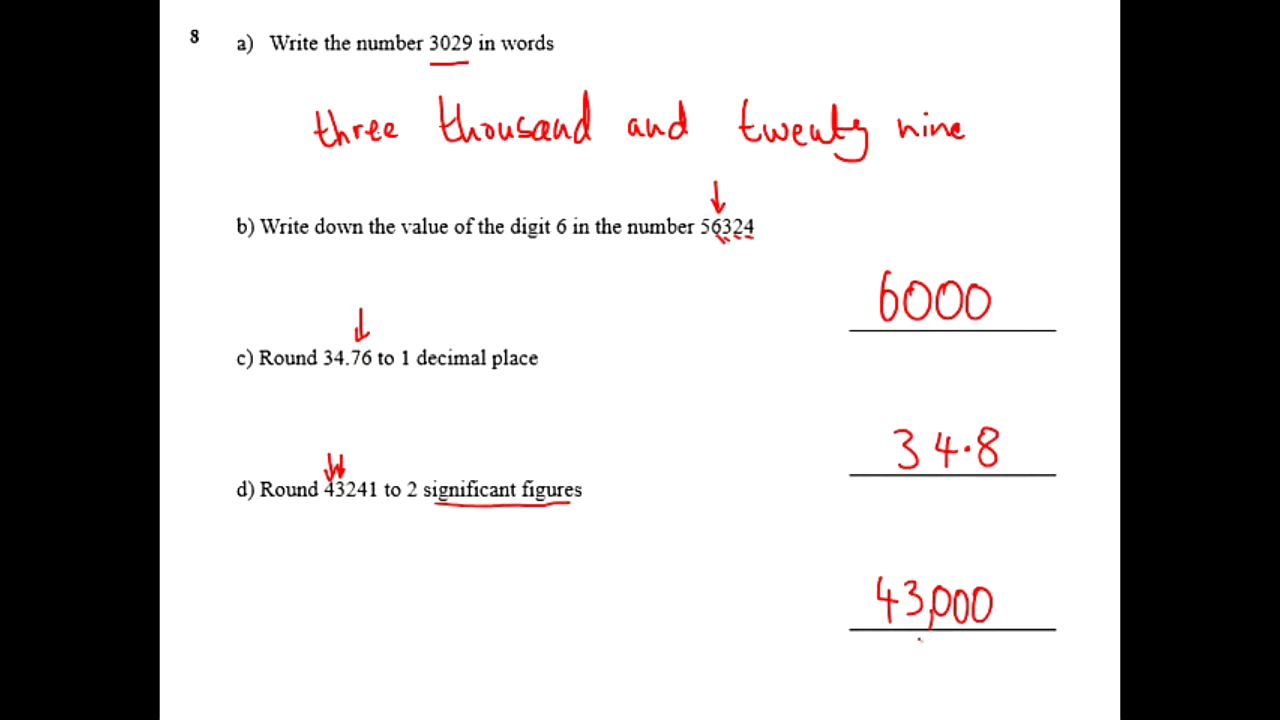 8 a) Write the number 3029 in words
three thousand and twenty nine
b) Write down the value of the digit 6 in the number 56324
6000
c) Round 34.76 to 1 decimal place
34.8
d) Round 43241 to 2 significant figures
43,000